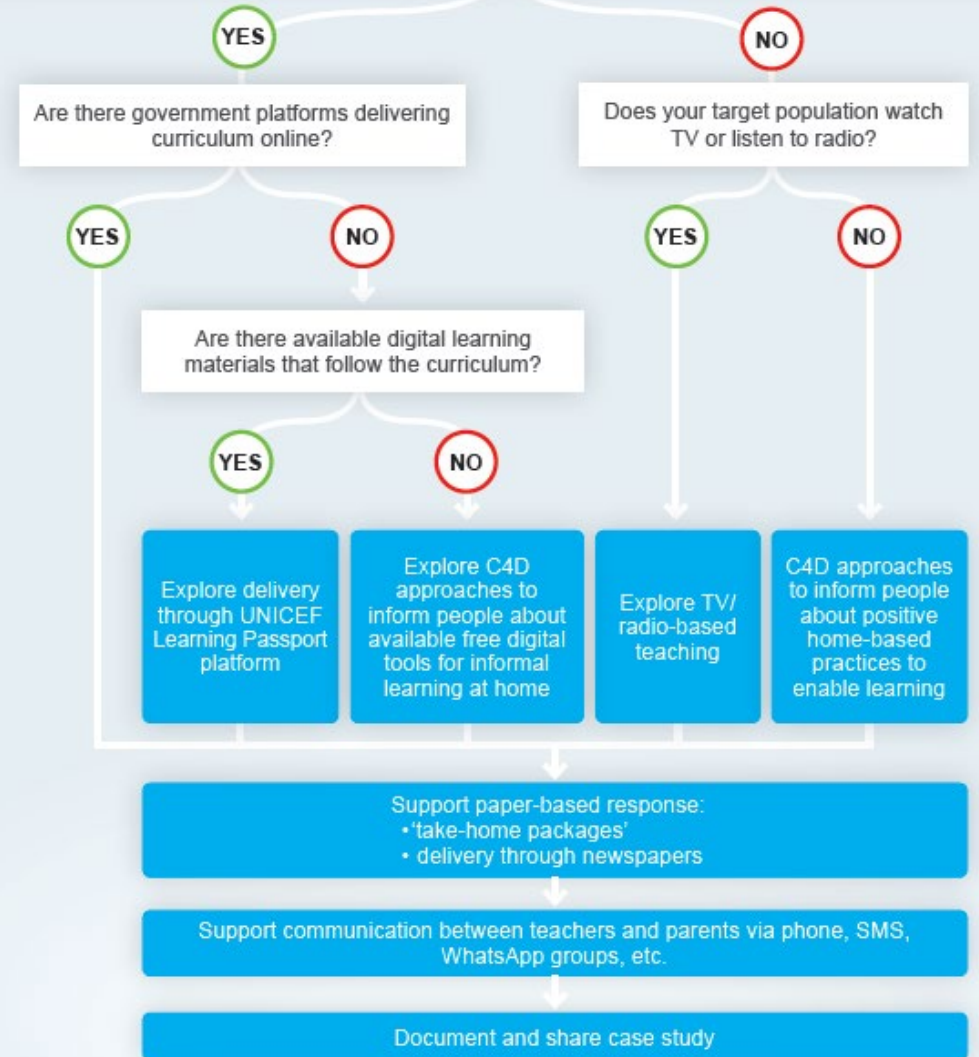 YES
NO
Are there government platforms delivering
curriculum online?
Does your target population watch
TV or listen to radio?
YES
NO
YES
NO
Are there available digital learning
materials that follow the curriculum?
YES
NO
Explore delivery
through UNICEF
Learning Passport
platform
Explore C4D
approaches to
inform people about
available free digital
tools for informal
learning at home
Explore TV/
radio-based
teaching
C4D approaches
to inform people
about positive
home-based
practices to
enable learning
Support paper-based response:
•‘take-home packages’
• delivery through newspapers
Support communication between teachers and parents via phone, SMS,
WhatsApp groups, etc.
Document and share case study